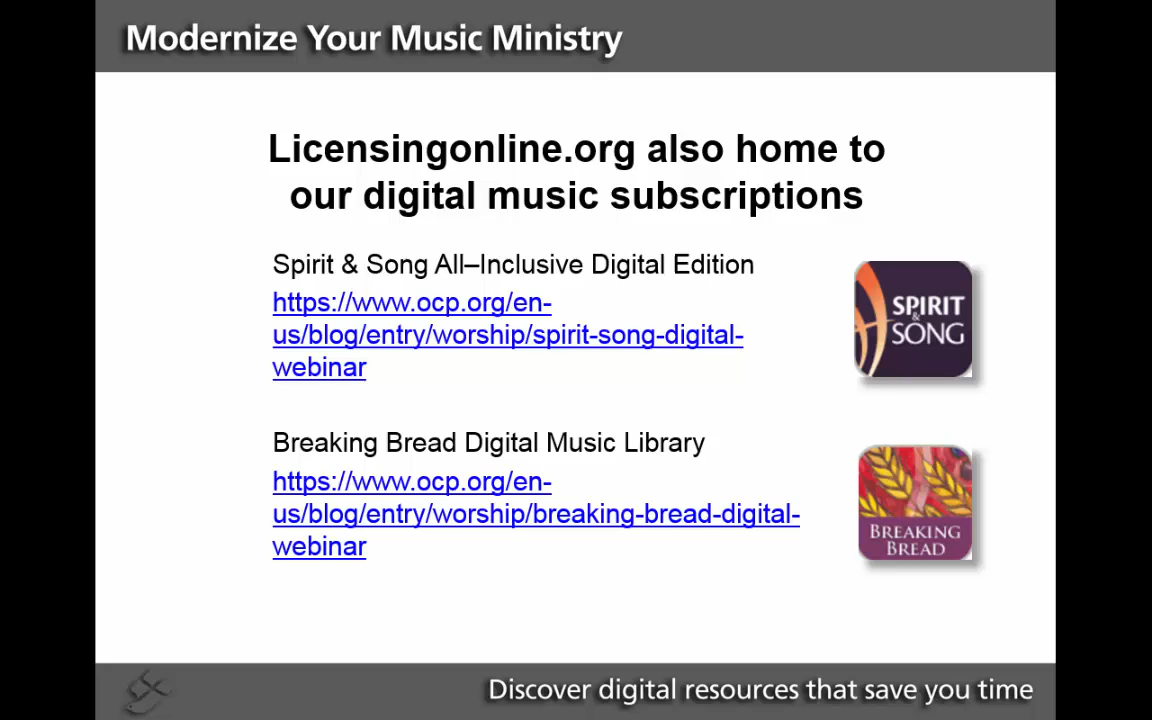 Modernize Your Music Ministry
Licensingonline.org also home to
our digital music subscriptions
Spirit & Song All–Inclusive Digital Edition
https://www.ocp.org/en-
us/blog/entry/worship/spirit-song-digital-
webinar
SPIRIT
&
SONG
Breaking Bread Digital Music Library
https://www.ocp.org/en-
us/blog/entry/worship/breaking-bread-digital-
webinar
BREAKING
BREAD
Discover digital resources that save you time